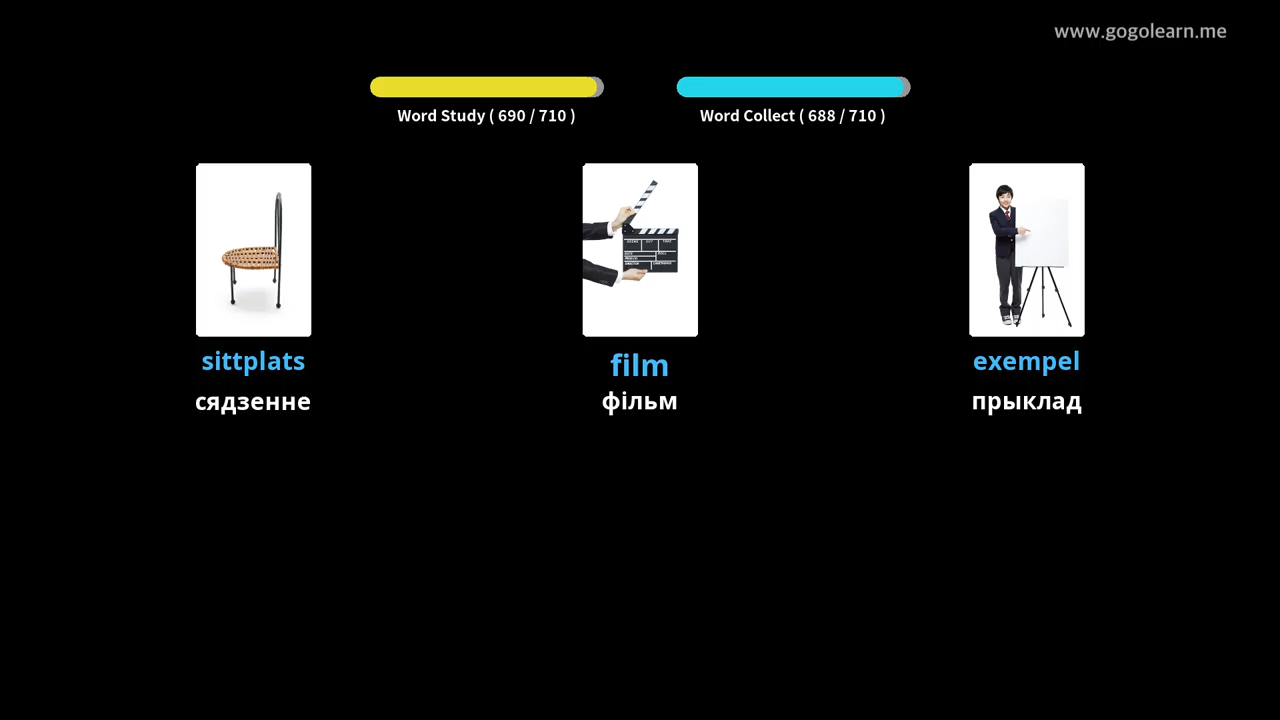 www.gogolearn.me
Word Study ( 690 / 710 )
Word Collect ( 688 / 710 )
sittplats
film
exempel
сядзенне
фільм
прыклад